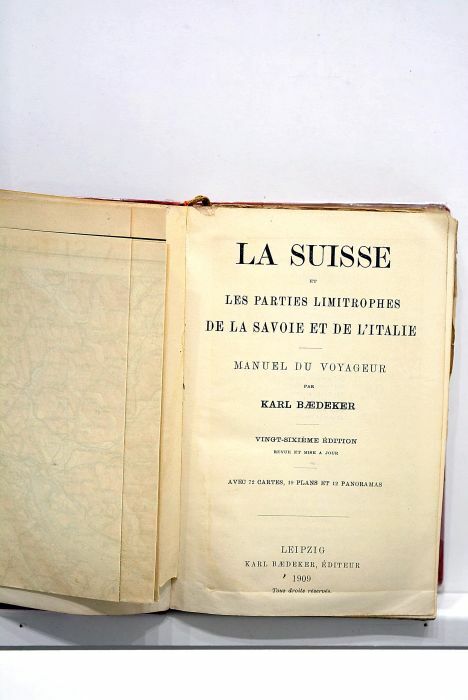 LA SUISSE
ET
LES PARTIES LIMITROPHES
DE LA SAVOIE ET DE L'ITALIE
MANUEL DU VOYAGEUR
PAR
KARL BÆDEKER
VINGT-SIXIÈME ÉDITION
REVUE ET MISE A JOUR
AVEC 72 CARTES, 19 PLANS ET 12 PANORAMAS
LEIPZIG
KARL BÆDEKER, ÉDITEUR
1909
Tous droits réservés.